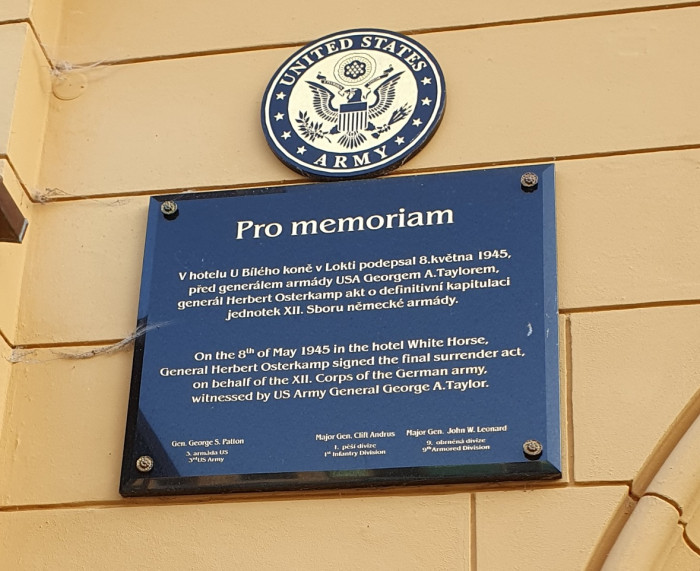 UNITED STATES
ARMY
Pro memoriam
V hotelu U Bílého koně v Lokti podepsal 8.května 1945,
před generálem armády USA Georgem A.Taylorem,
generál Herbert Osterkamp akt o definitivní kapitulaci
jednotek XII. Sboru německé armády.
On the 8th of May 1945 in the hotel White Horse,
General Herbert Osterkamp signed the final surrender act,
on behalf of the XII. Corps of the German army,
witnessed by US Army General George A.Taylor.
Gen. George S. Patton
3. armáda US
3rd US Army
Major Gen. Clift Andrus
1. pěší divize
1st Infantry Division
Major Gen. John W. Leonard
9. obrněná divize
9th Armored Division